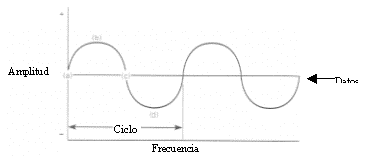 +
(b)
Amplitud
(a)
(c)
Datos
(d)
−
Ciclo
Frecuencia